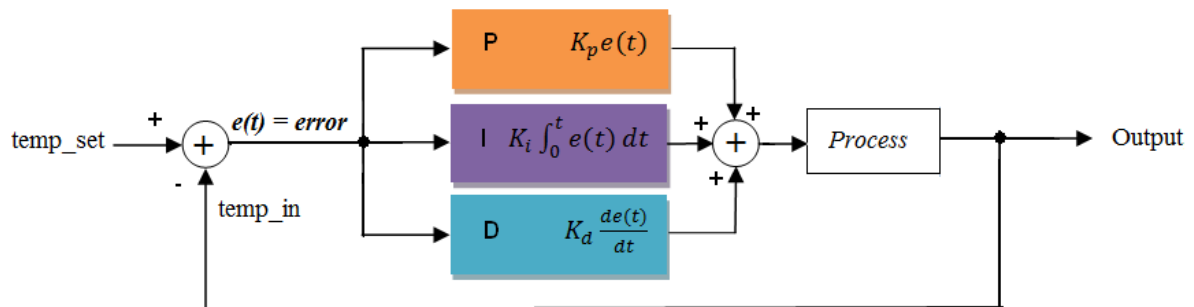 P K_p e(t)
+ e(t) = error + +
temp_set + I K_i ∫_0^t e(t) dt + Process Output
- +
temp_in
D K_d de(t)/dt